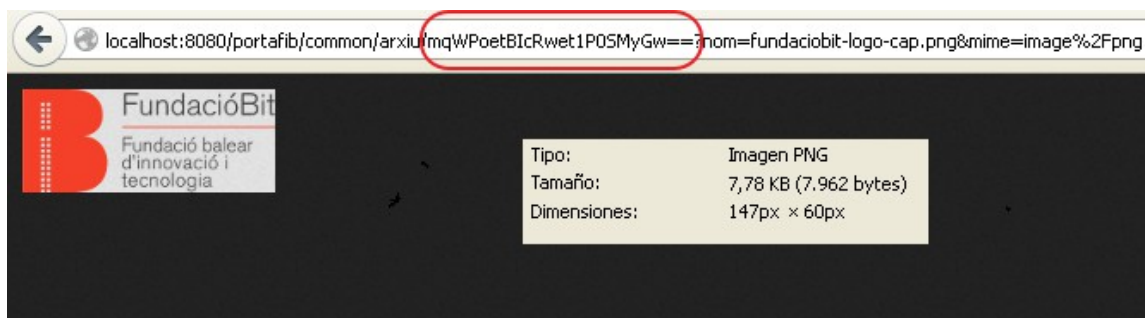 localhost:8080/portafib/common/arxiu/mqWPoetBIcRwet1P0SMyGw==?nom=fundaciobit-logo-cap.png&mime=image%2Fpng
FundacióBit
Fundació balear
d'innovació i
tecnologia
Tipo: Imagen PNG
Tamaño: 7,78 KB (7.962 bytes)
Dimensiones: 147px × 60px